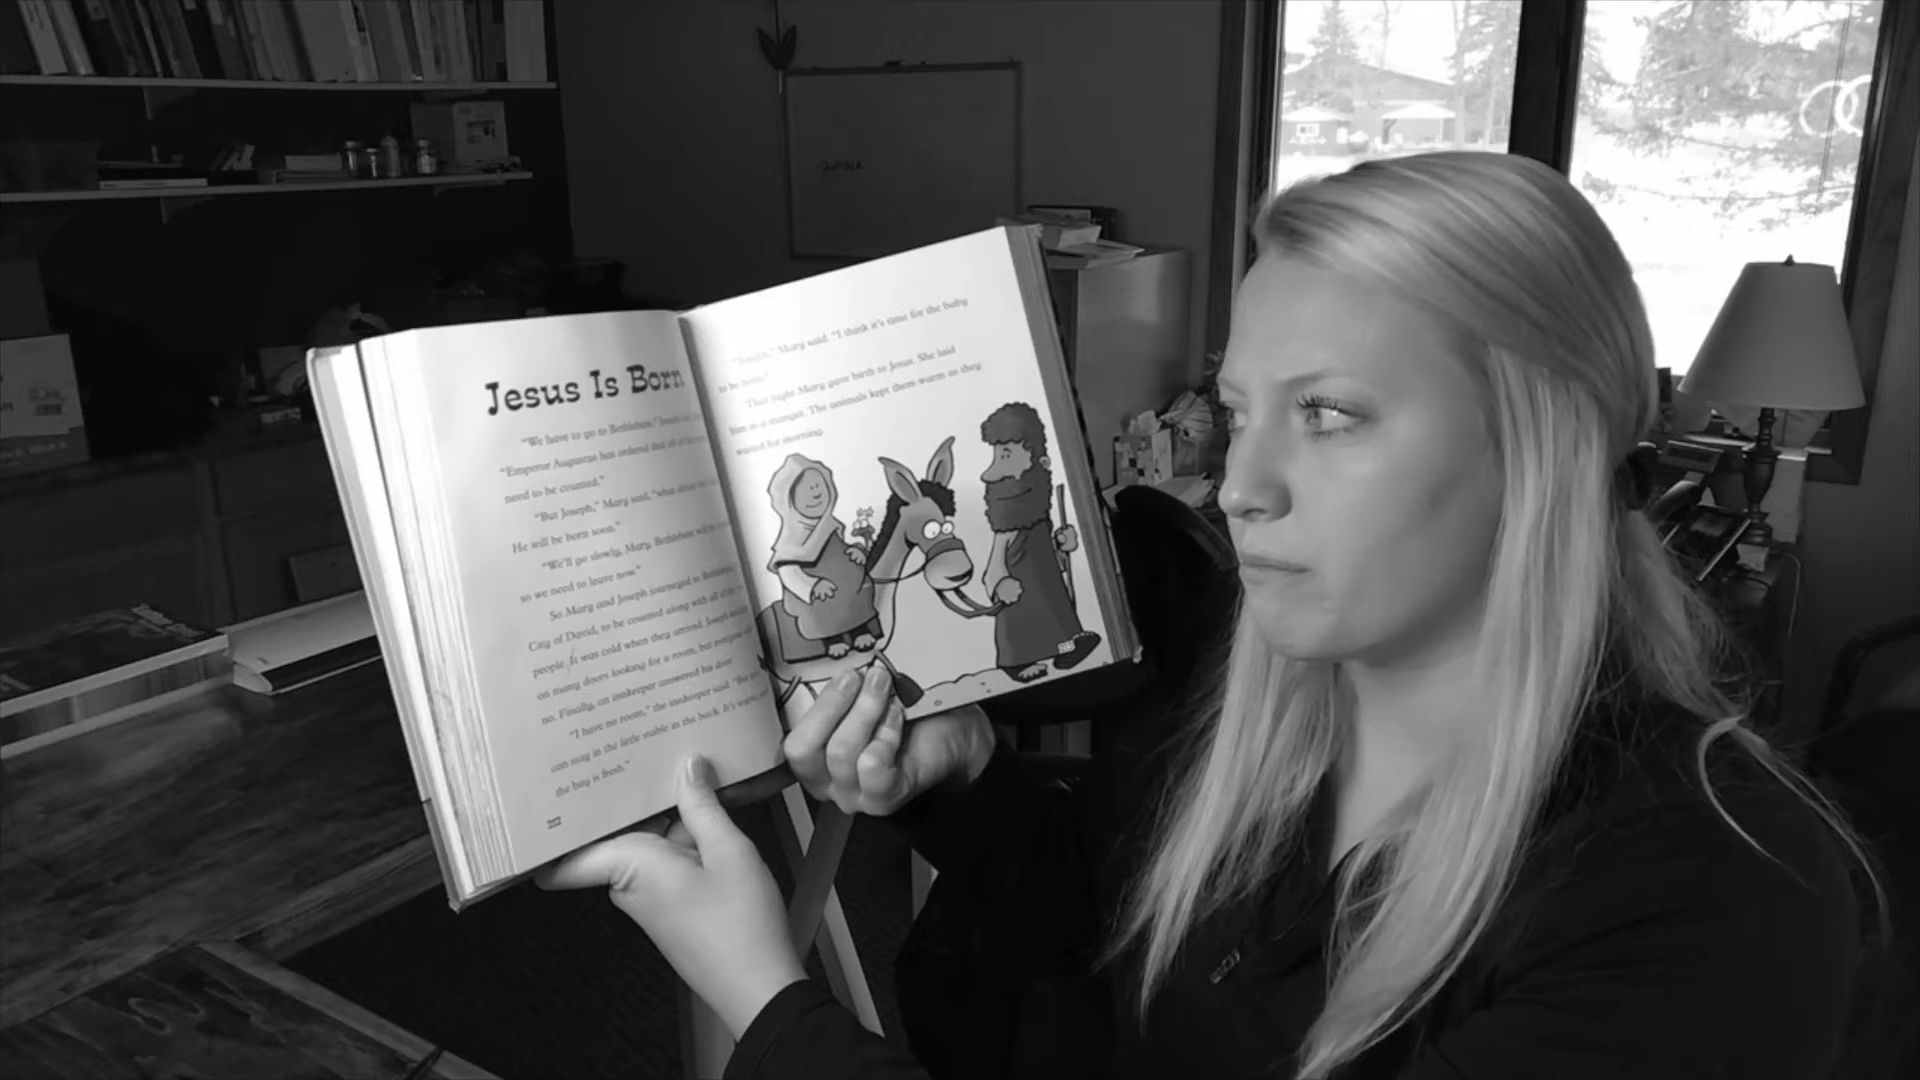 Jesus Is Born
"We have to go to Bethlehem," Joseph
"Emperor Augustus has ordered that all of the
need to be counted."
"But Joseph," Mary said, "what about
He will be born soon."
"We'll go slowly, Mary. Bethlehem will be
so we need to leave now."
So Mary and Joseph journeyed to Bethlehem,
City of David, to be counted along with all of
people. It was cold when they arrived. Joseph
on many doors looking for a room, but everyone
no. Finally, an innkeeper answered his door
"I have no room," the innkeeper said. "But
can stay in the little stable in the back. It's warm,
the hay is fresh."
"Joseph," Mary said. "I think it's time for the baby
to be born."
That night Mary gave birth to Jesus. She laid
him in a manger. The animals kept them warm as they
waited for morning.